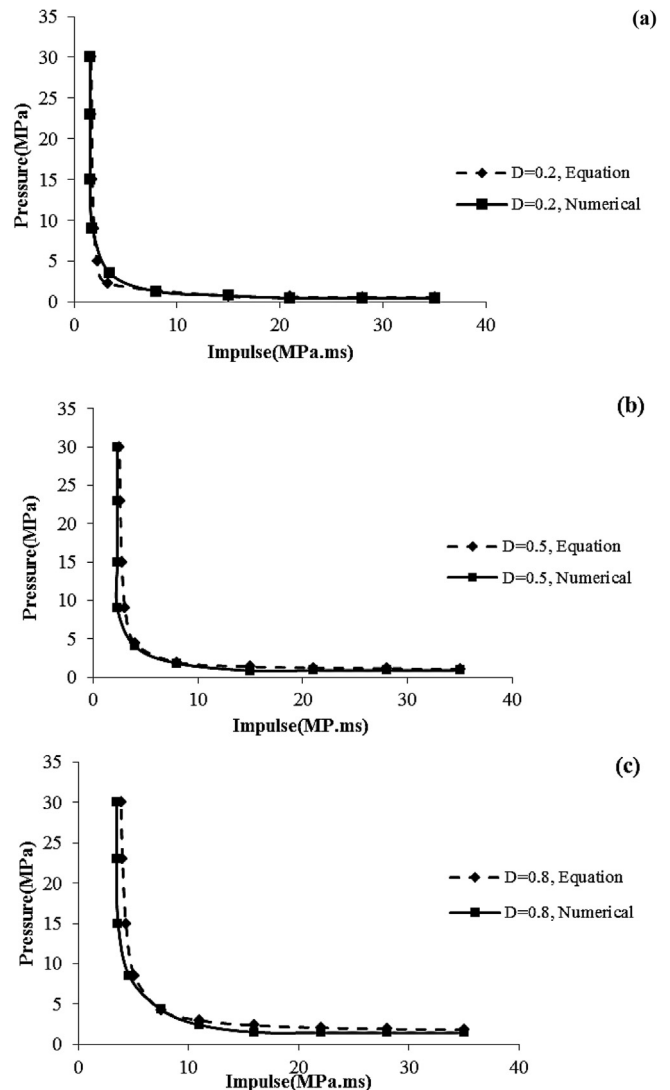 (a)
Pressure(MPa)
35
30
25
20
15
10
5
0
0 10 20 30 40
Impulse(MPa.ms)
D=0.2, Equation
D=0.2, Numerical
(b)
Pressure(MPa)
35
30
25
20
15
10
5
0
0 10 20 30 40
Impulse(MP.ms)
D=0.5, Equation
D=0.5, Numerical
(c)
Pressure(MPa)
35
30
25
20
15
10
5
0
0 10 20 30 40
Impulse(MPa.ms)
D=0.8, Equation
D=0.8, Numerical